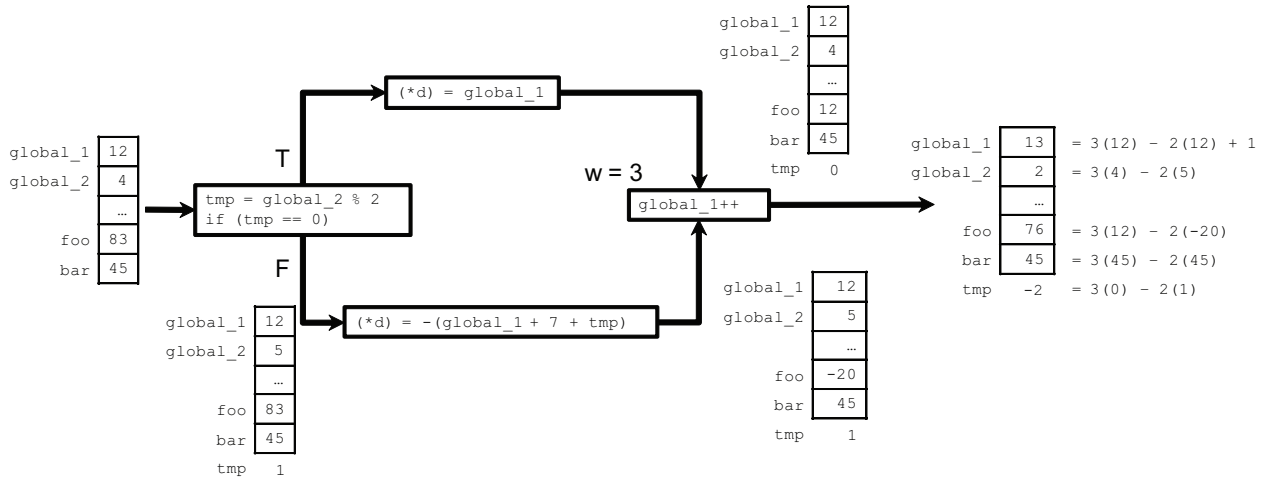 global_1 12
global_2 4
…
foo 83
bar 45
tmp = global_2 % 2
if (tmp == 0)
T
F
(*d) = global_1
global_1 12
global_2 5
…
foo 83
bar 45
tmp 1
(*d) = -(global_1 + 7 + tmp)
global_1 12
global_2 4
…
foo 12
bar 45
tmp 0
w = 3
global_1++
global_1 12
global_2 5
…
foo -20
bar 45
tmp 1
global_1 13 = 3(12) – 2(12) + 1
global_2 2 = 3(4) – 2(5)
…
foo 76 = 3(12) – 2(-20)
bar 45 = 3(45) – 2(45)
tmp -2 = 3(0) – 2(1)